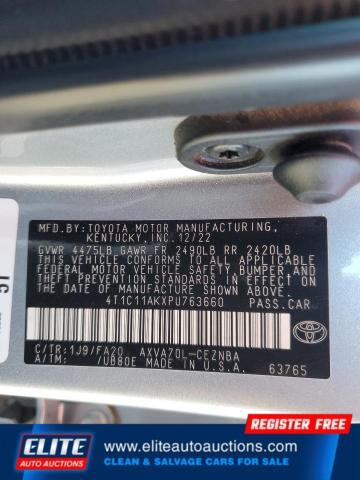 MFD. BY: TOYOTA MOTOR MANUFACTURING,
KENTUCKY, INC. 12/22
GVWR 4475LB GAWR FR 2490LB RR 2420LB
THIS VEHICLE CONFORMS TO ALL APPLICABLE
FEDERAL MOTOR VEHICLE SAFETY, BUMPER, AND
THEFT PREVENTION STANDARDS IN EFFECT ON
THE DATE OF MANUFACTURE SHOWN ABOVE.
4T1C11AKXPU763660 PASS.CAR
C/TR:1J9/FA20 AXVA70L-CEZNBA
A/TM: /UB80E MADE IN U.S.A. 63765
REGISTER FREE
ELITE
AUTO AUCTIONS
www.eliteautoauctions.com
CLEAN & SALVAGE CARS FOR SALE